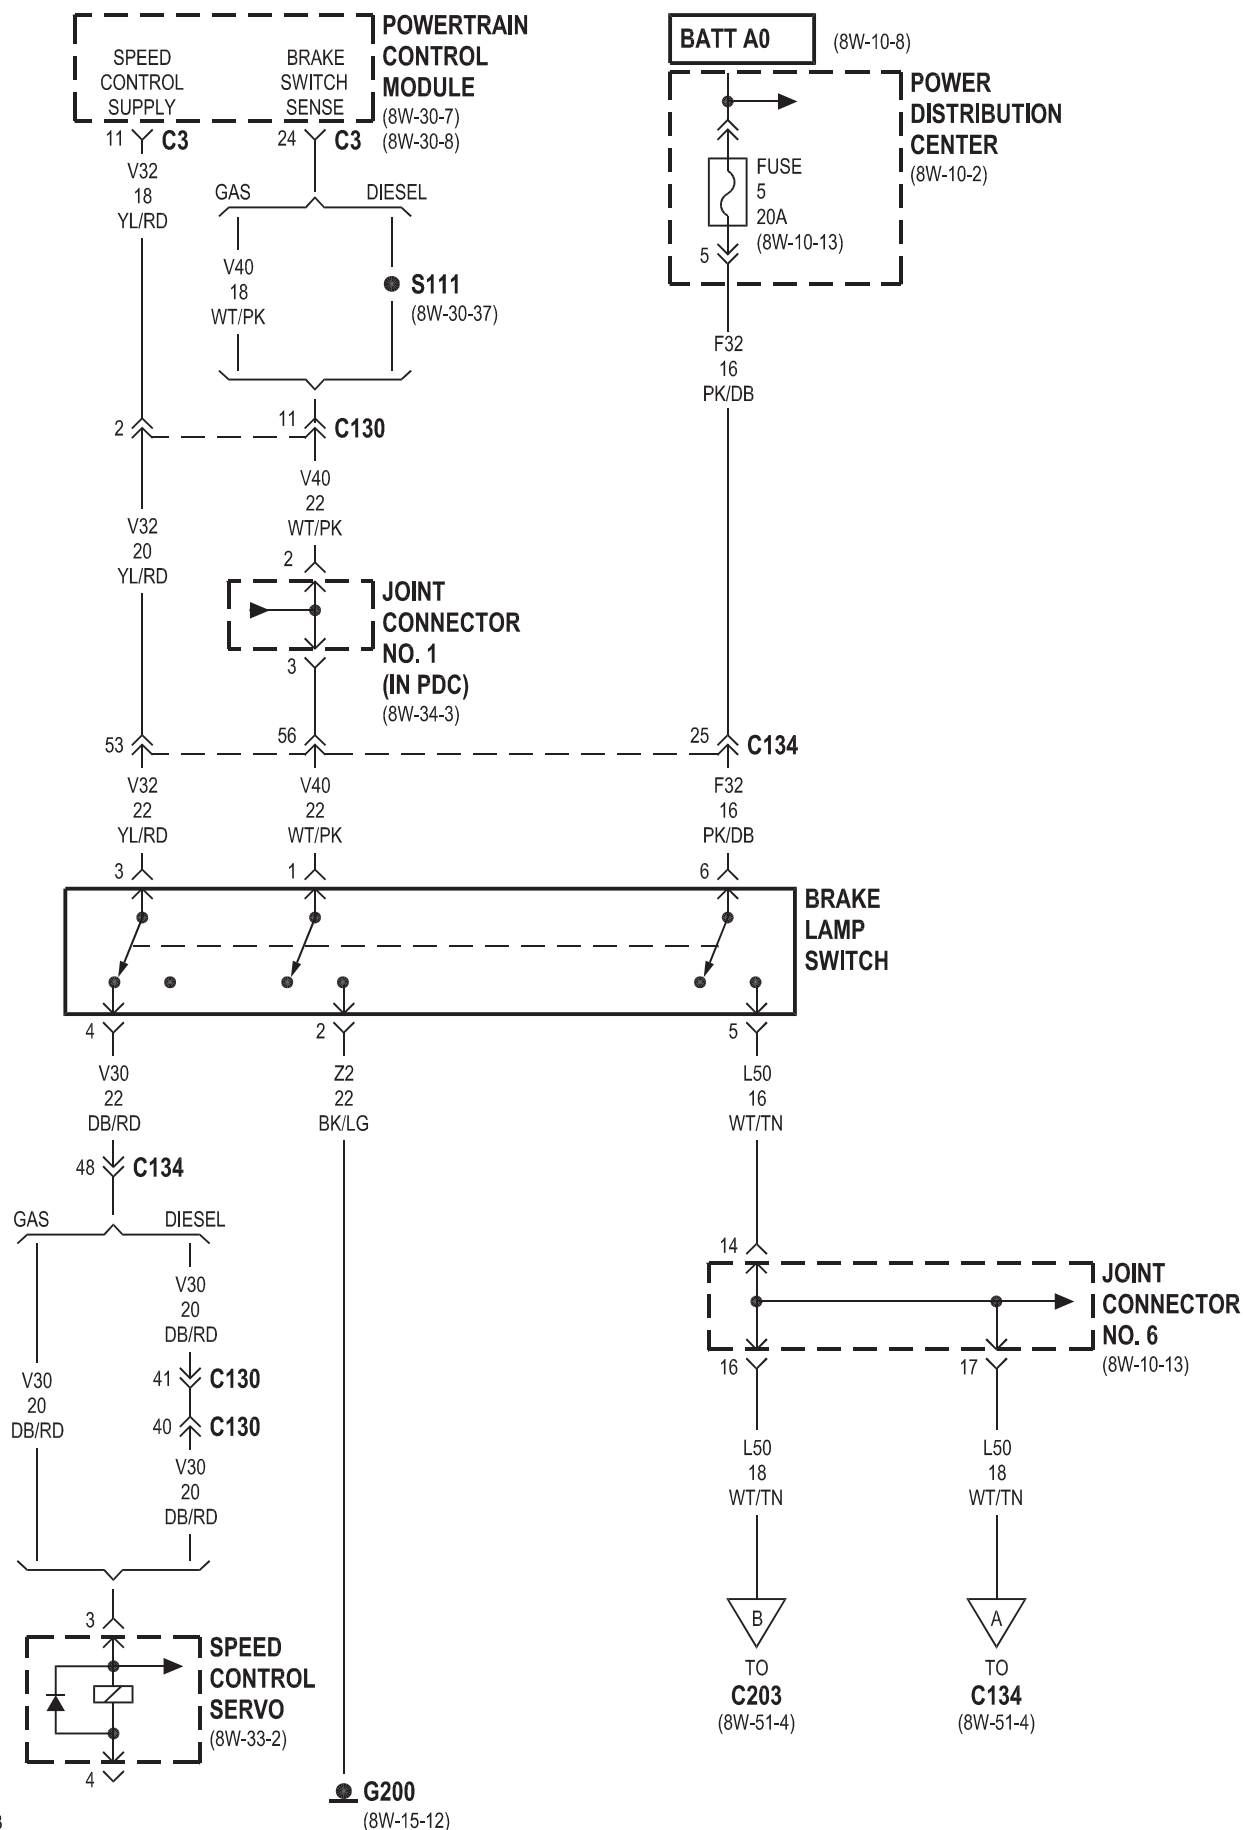 POWERTRAIN
CONTROL
MODULE
(8W-30-7)
(8W-30-8)
SPEED
CONTROL
SUPPLY
BRAKE
SWITCH
SENSE
11
C3
24
C3
BATT A0
(8W-10-8)
POWER
DISTRIBUTION
CENTER
(8W-10-2)
FUSE
5
20A
(8W-10-13)
5
V32
18
YL/RD
GAS
DIESEL
V40
18
WT/PK
S111
(8W-30-37)
F32
16
PK/DB
2
11
C130
V32
20
YL/RD
V40
22
WT/PK
2
JOINT
CONNECTOR
NO. 1
(IN PDC)
(8W-34-3)
3
53
56
25
C134
V32
22
YL/RD
V40
22
WT/PK
F32
16
PK/DB
3
1
6
BRAKE
LAMP
SWITCH
4
2
5
V30
22
DB/RD
Z2
22
BK/LG
L50
16
WT/TN
48
C134
GAS
DIESEL
V30
20
DB/RD
41
C130
40
C130
V30
20
DB/RD
V30
20
DB/RD
14
JOINT
CONNECTOR
NO. 6
(8W-10-13)
16
17
L50
18
WT/TN
L50
18
WT/TN
B
A
TO
C203
(8W-51-4)
TO
C134
(8W-51-4)
3
SPEED
CONTROL
SERVO
(8W-33-2)
4
G200
(8W-15-12)